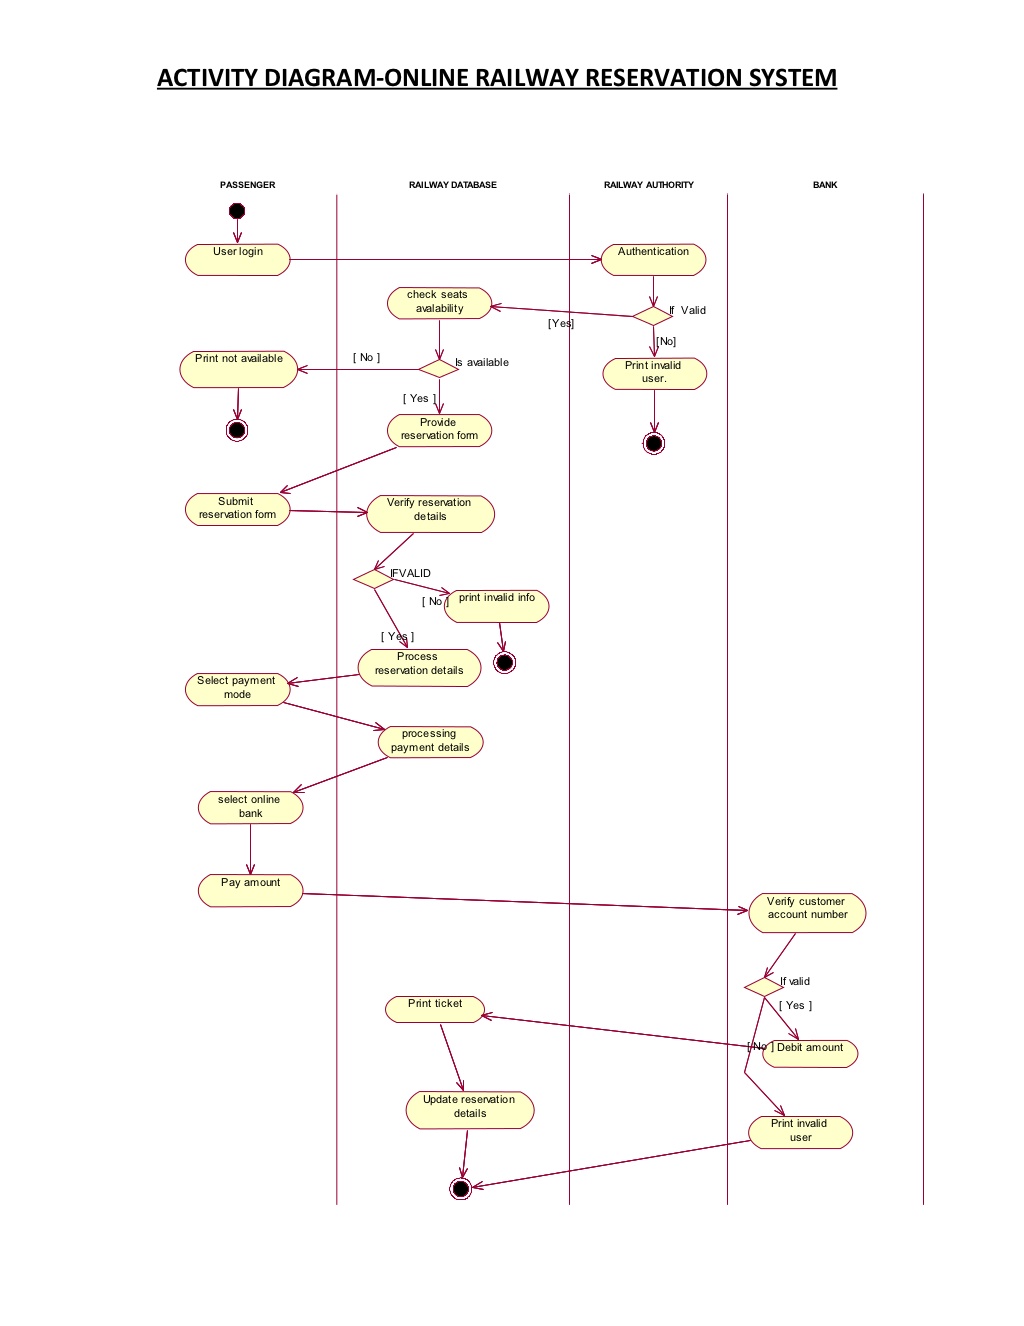 ACTIVITY DIAGRAM-ONLINE RAILWAY RESERVATION SYSTEM
PASSENGER
RAILWAY DATABASE
RAILWAY AUTHORITY
BANK
User login
Authentication
check seats
avalability
If Valid
[Yes]
[No]
Print not available
[ No ]
Is available
Print invalid
user.
[ Yes ]
Provide
reservation form
Submit
reservation form
Verify reservation
details
IFVALID
[ No ]
print invalid info
[ Yes ]
Process
reservation details
Select payment
mode
processing
payment details
select online
bank
Pay amount
Verify customer
account number
If valid
[ Yes ]
Print ticket
[ No ]
Debit amount
Update reservation
details
Print invalid
user